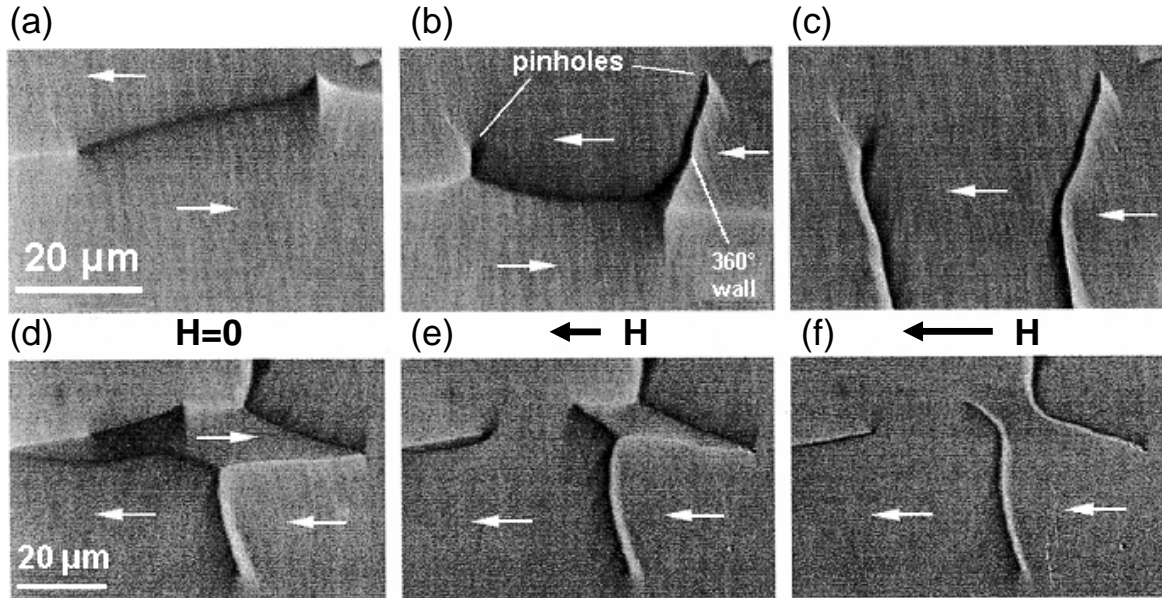 (a)
(b)
(c)
pinholes
360°
wall
20 µm
(d)
H=0
(e)
H
(f)
H
20 µm